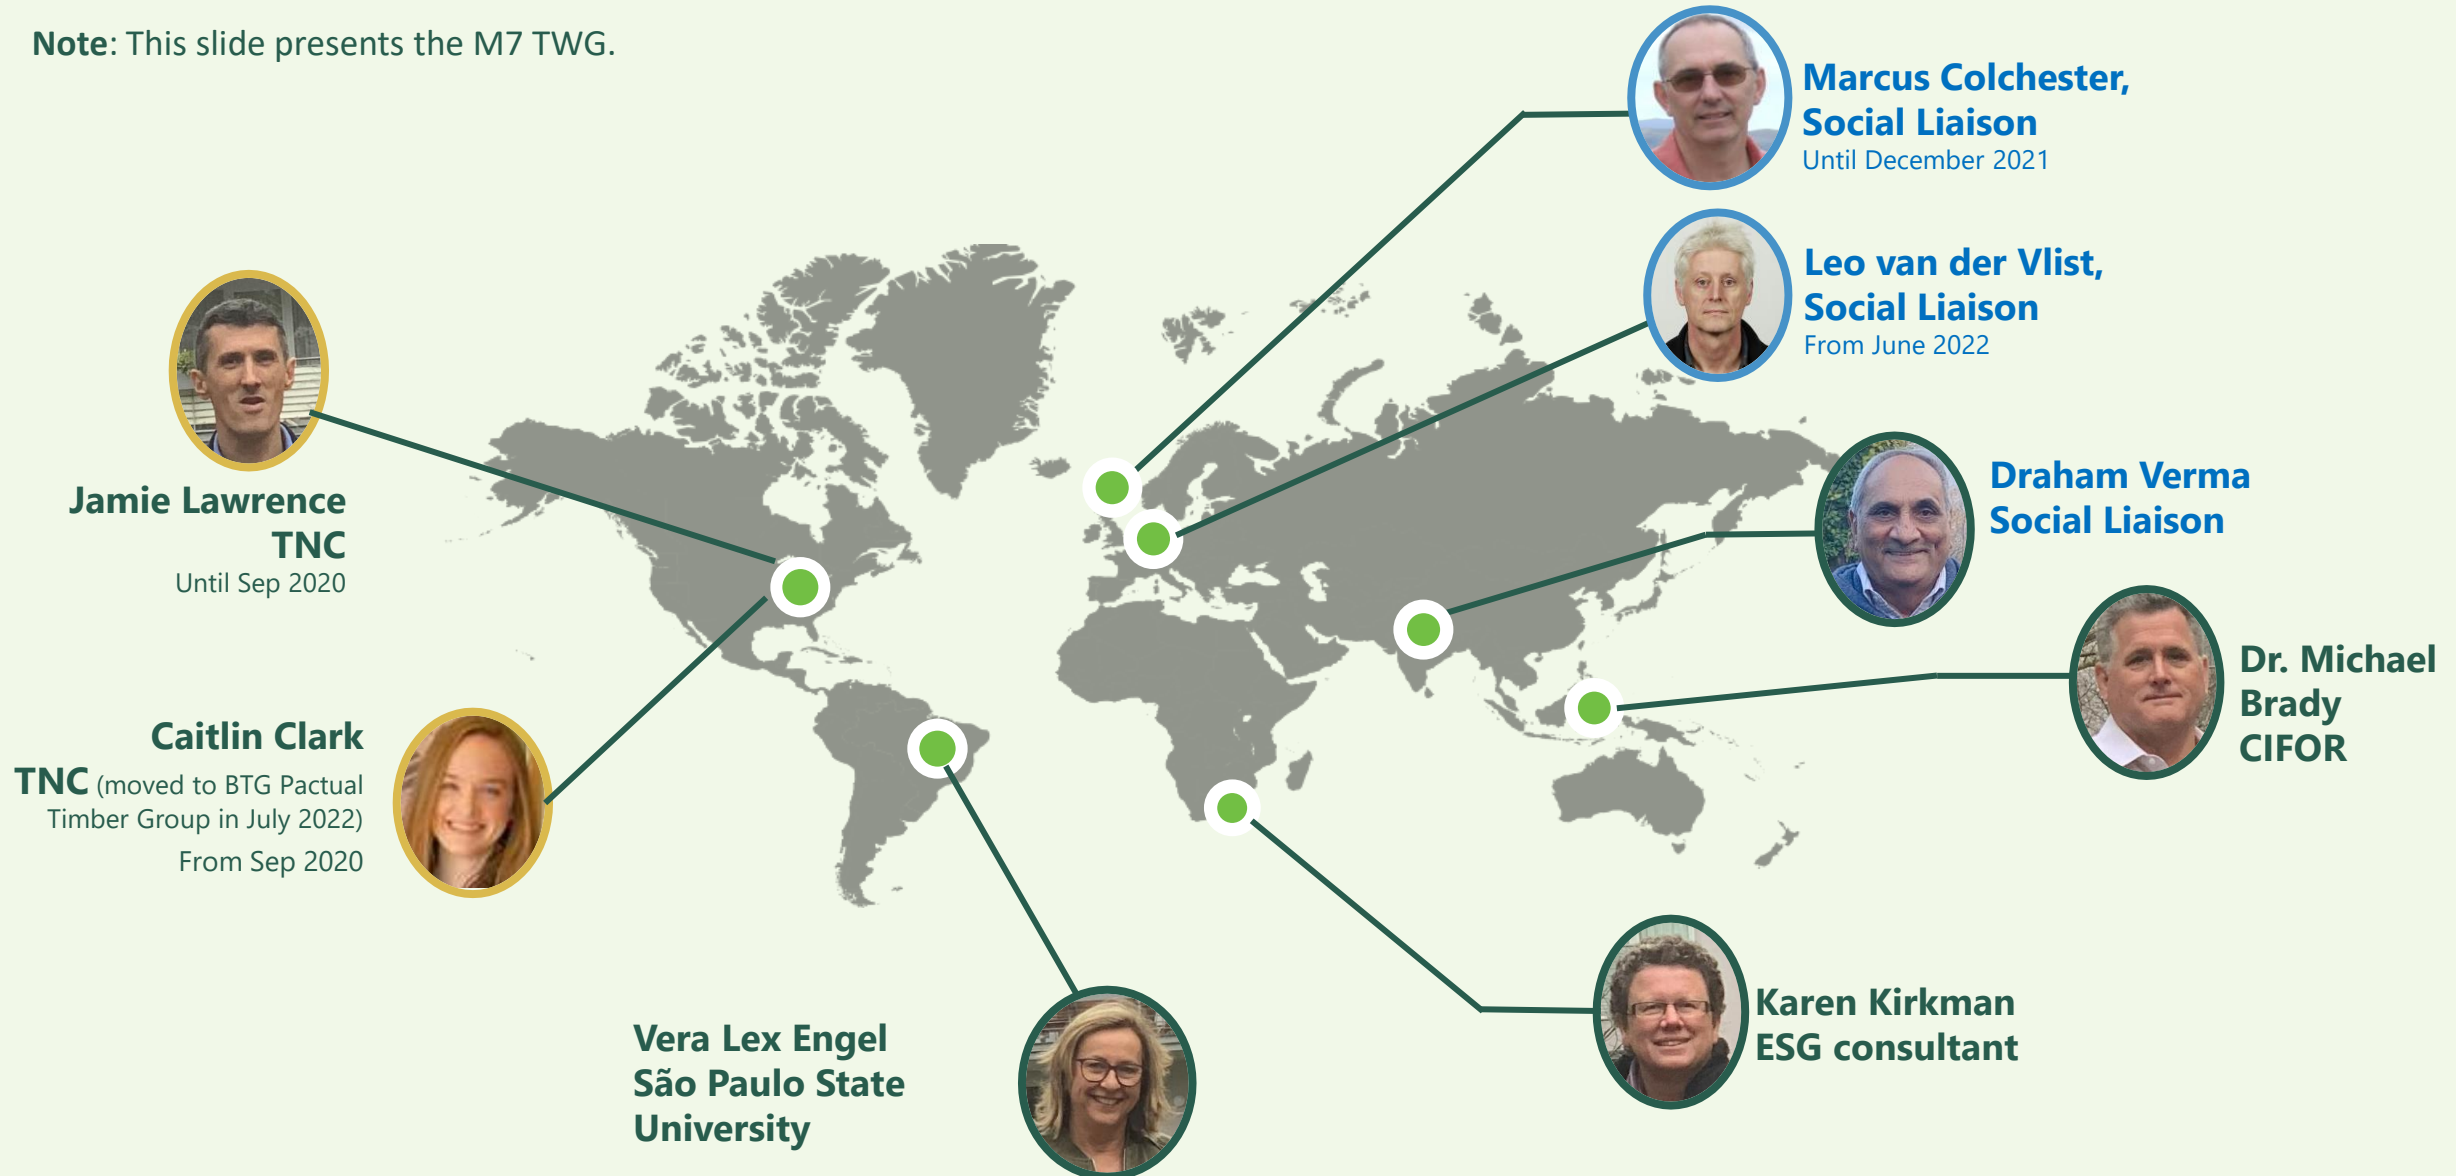 Note: This slide presents the M7 TWG.
Marcus Colchester,
Social Liaison
Until December 2021
Leo van der Vlist,
Social Liaison
From June 2022
Jamie Lawrence
TNC
Until Sep 2020
Draham Verma
Social Liaison
Dr. Michael
Brady
CIFOR
Caitlin Clark
TNC (moved to BTG Pactual
Timber Group in July 2022)
From Sep 2020
Karen Kirkman
ESG consultant
Vera Lex Engel
São Paulo State
University